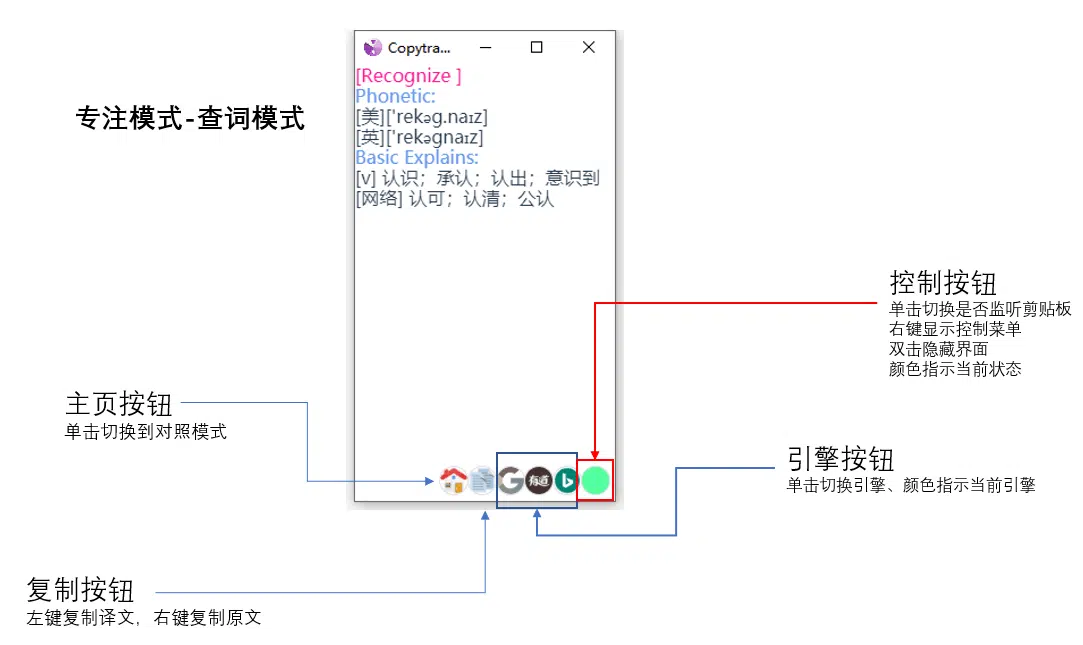 Copytra...
专注模式-查词模式
[Recognize ]
Phonetic:
[美]['rekəg.naɪz]
[英]['rekəgnaɪz]
Basic Explains:
[v] 认识；承认；认出；意识到
[网络] 认可；认清；公认
控制按钮
单击切换是否监听剪贴板
右键显示控制菜单
双击隐藏界面
颜色指示当前状态
主页按钮
单击切换到对照模式
引擎按钮
单击切换引擎、颜色指示当前引擎
G
有道
b
复制按钮
左键复制译文，右键复制原文